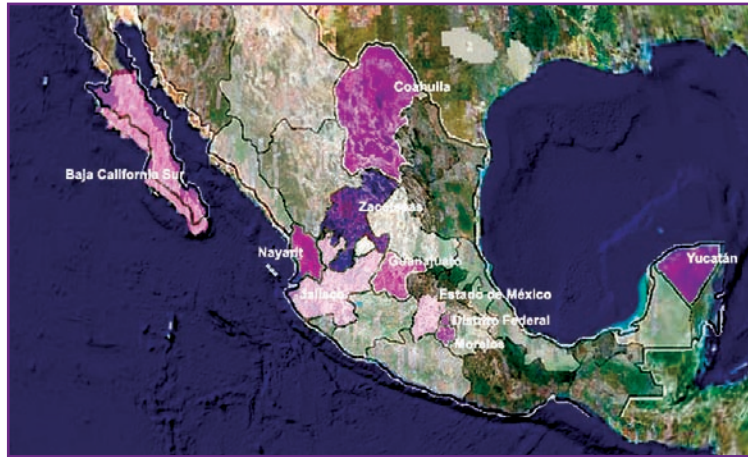 Coahuila
Baja California Sur
Zacatecas
Nayarit
Guanajuato
Yucatán
Jalisco
Estado de México
Distrito Federal
Morelos